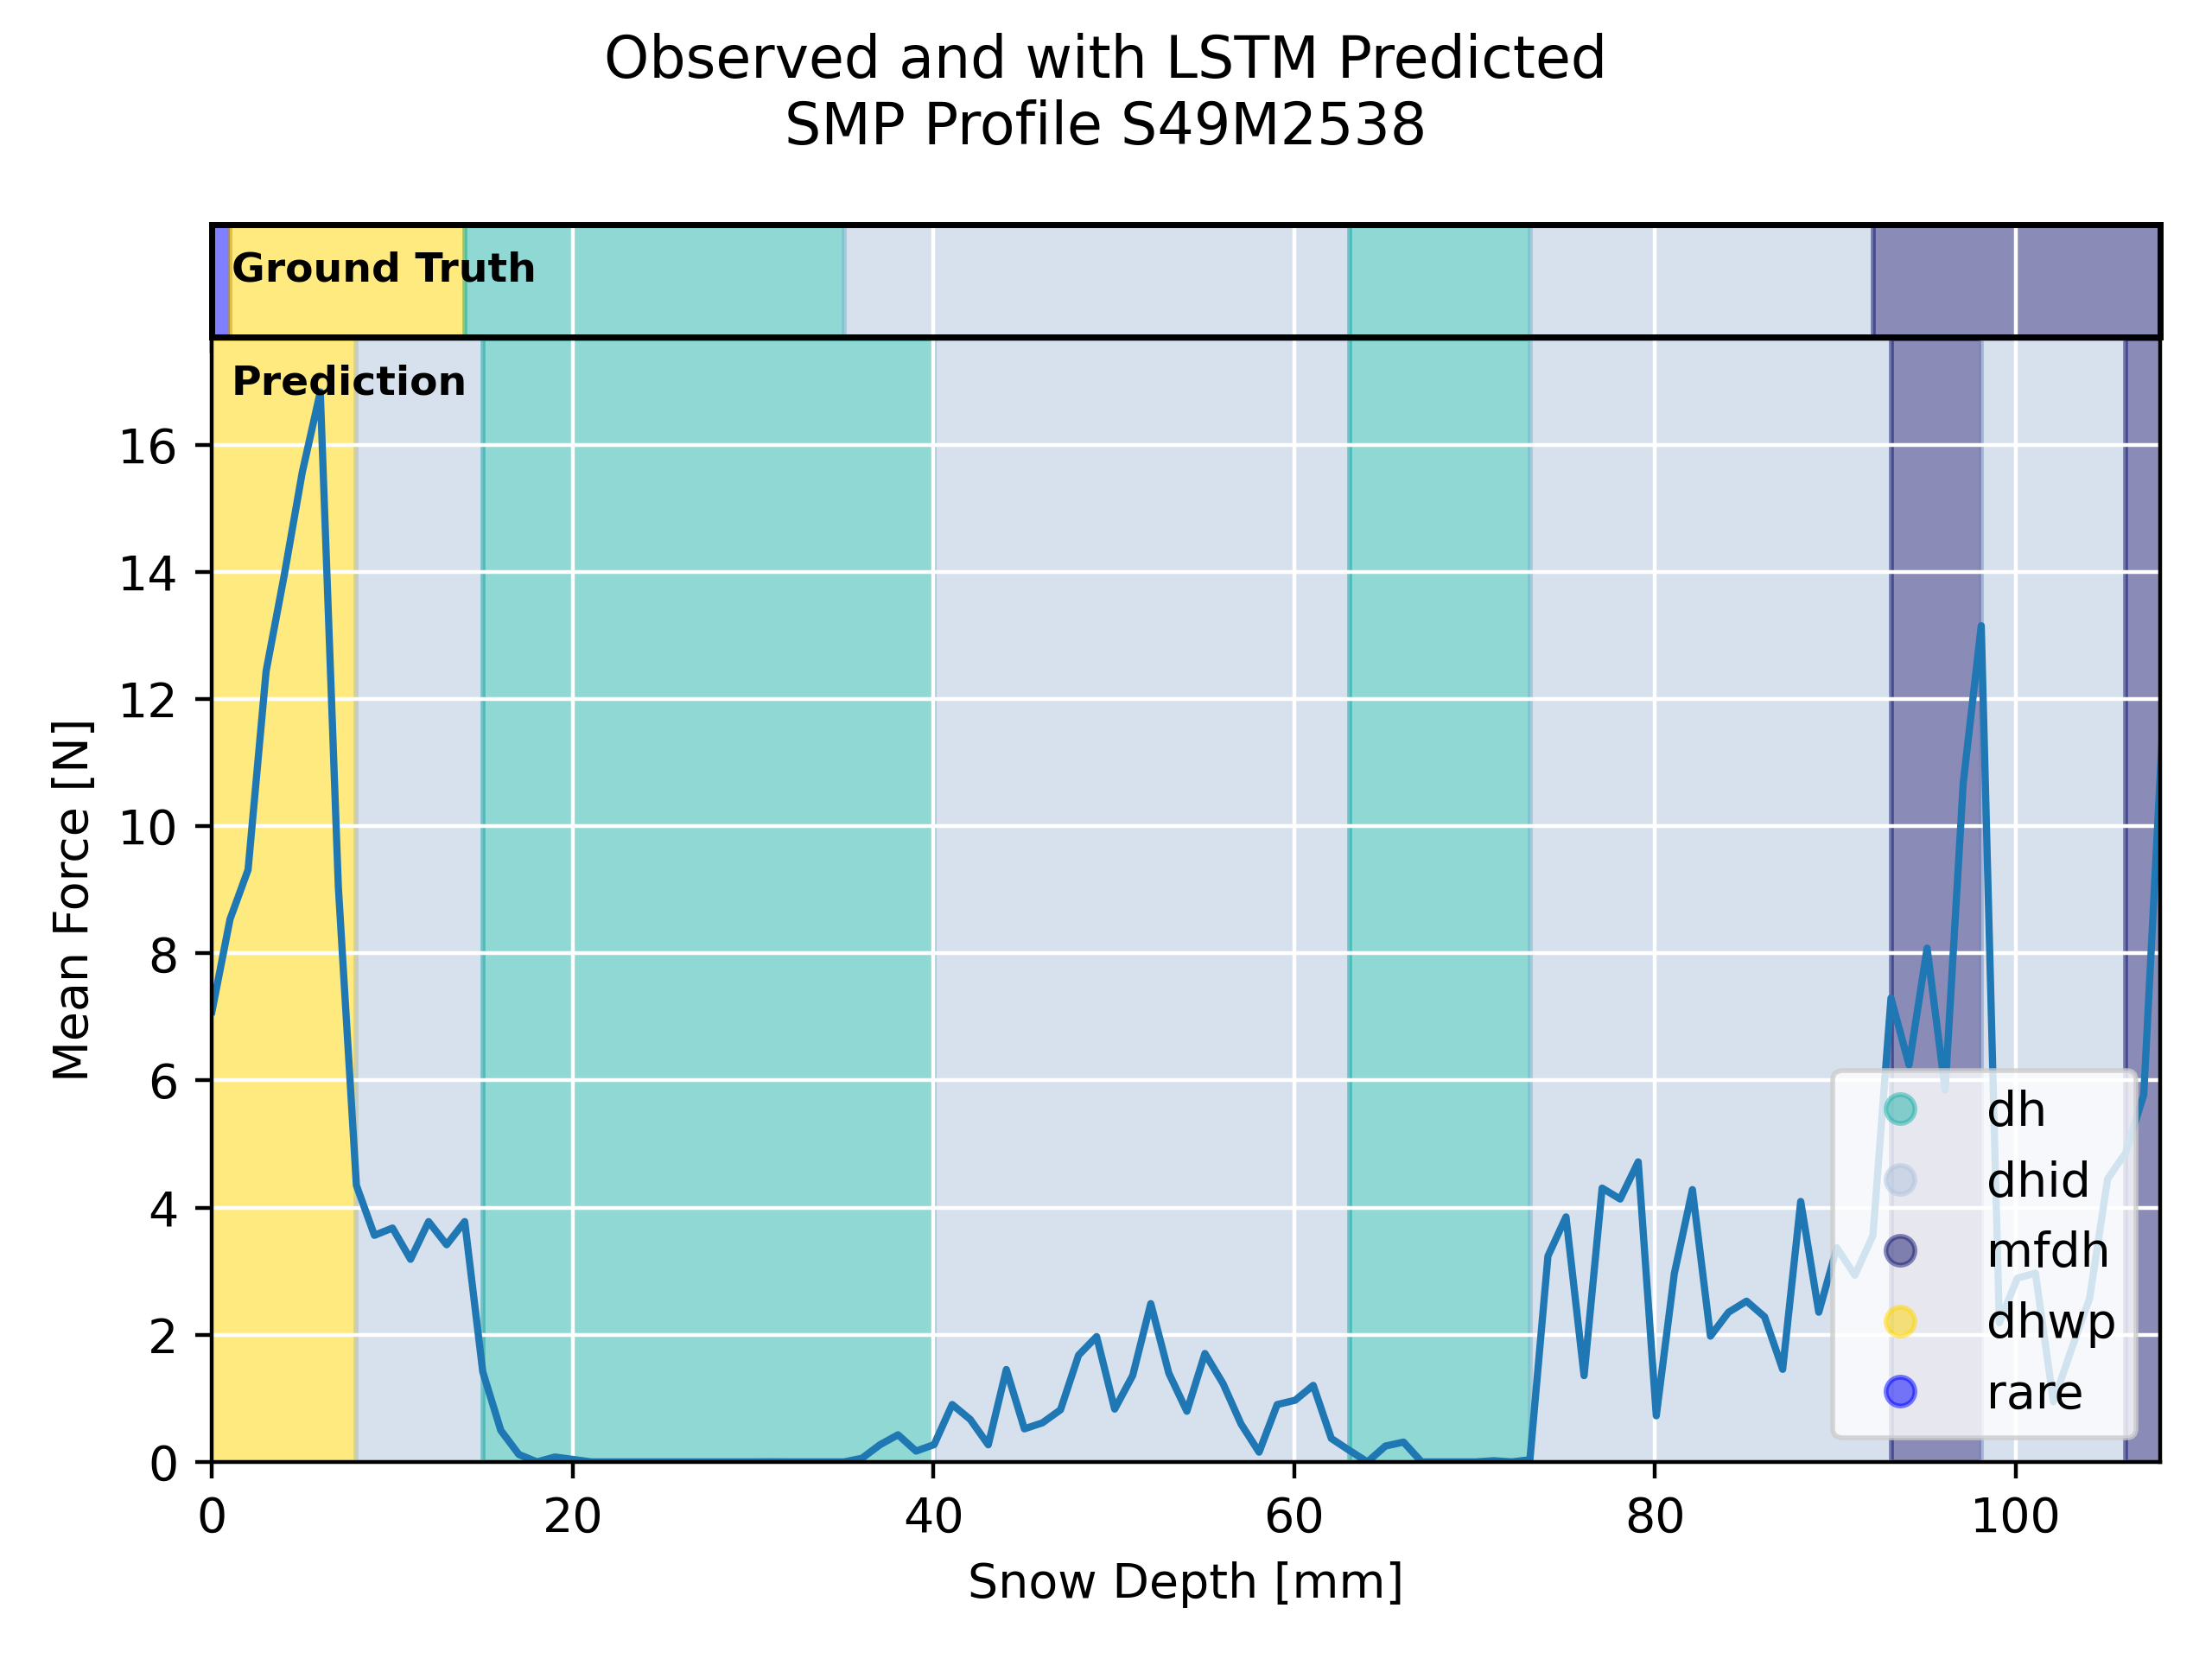 Observed and with LSTM Predicted
SMP Profile S49M2538
Ground Truth
Prediction
16
14
12
10
8
6
4
2
0
Mean Force [N]
0 20 40 60 80 100
Snow Depth [mm]
dh
dhid
mfdh
dhwp
rare